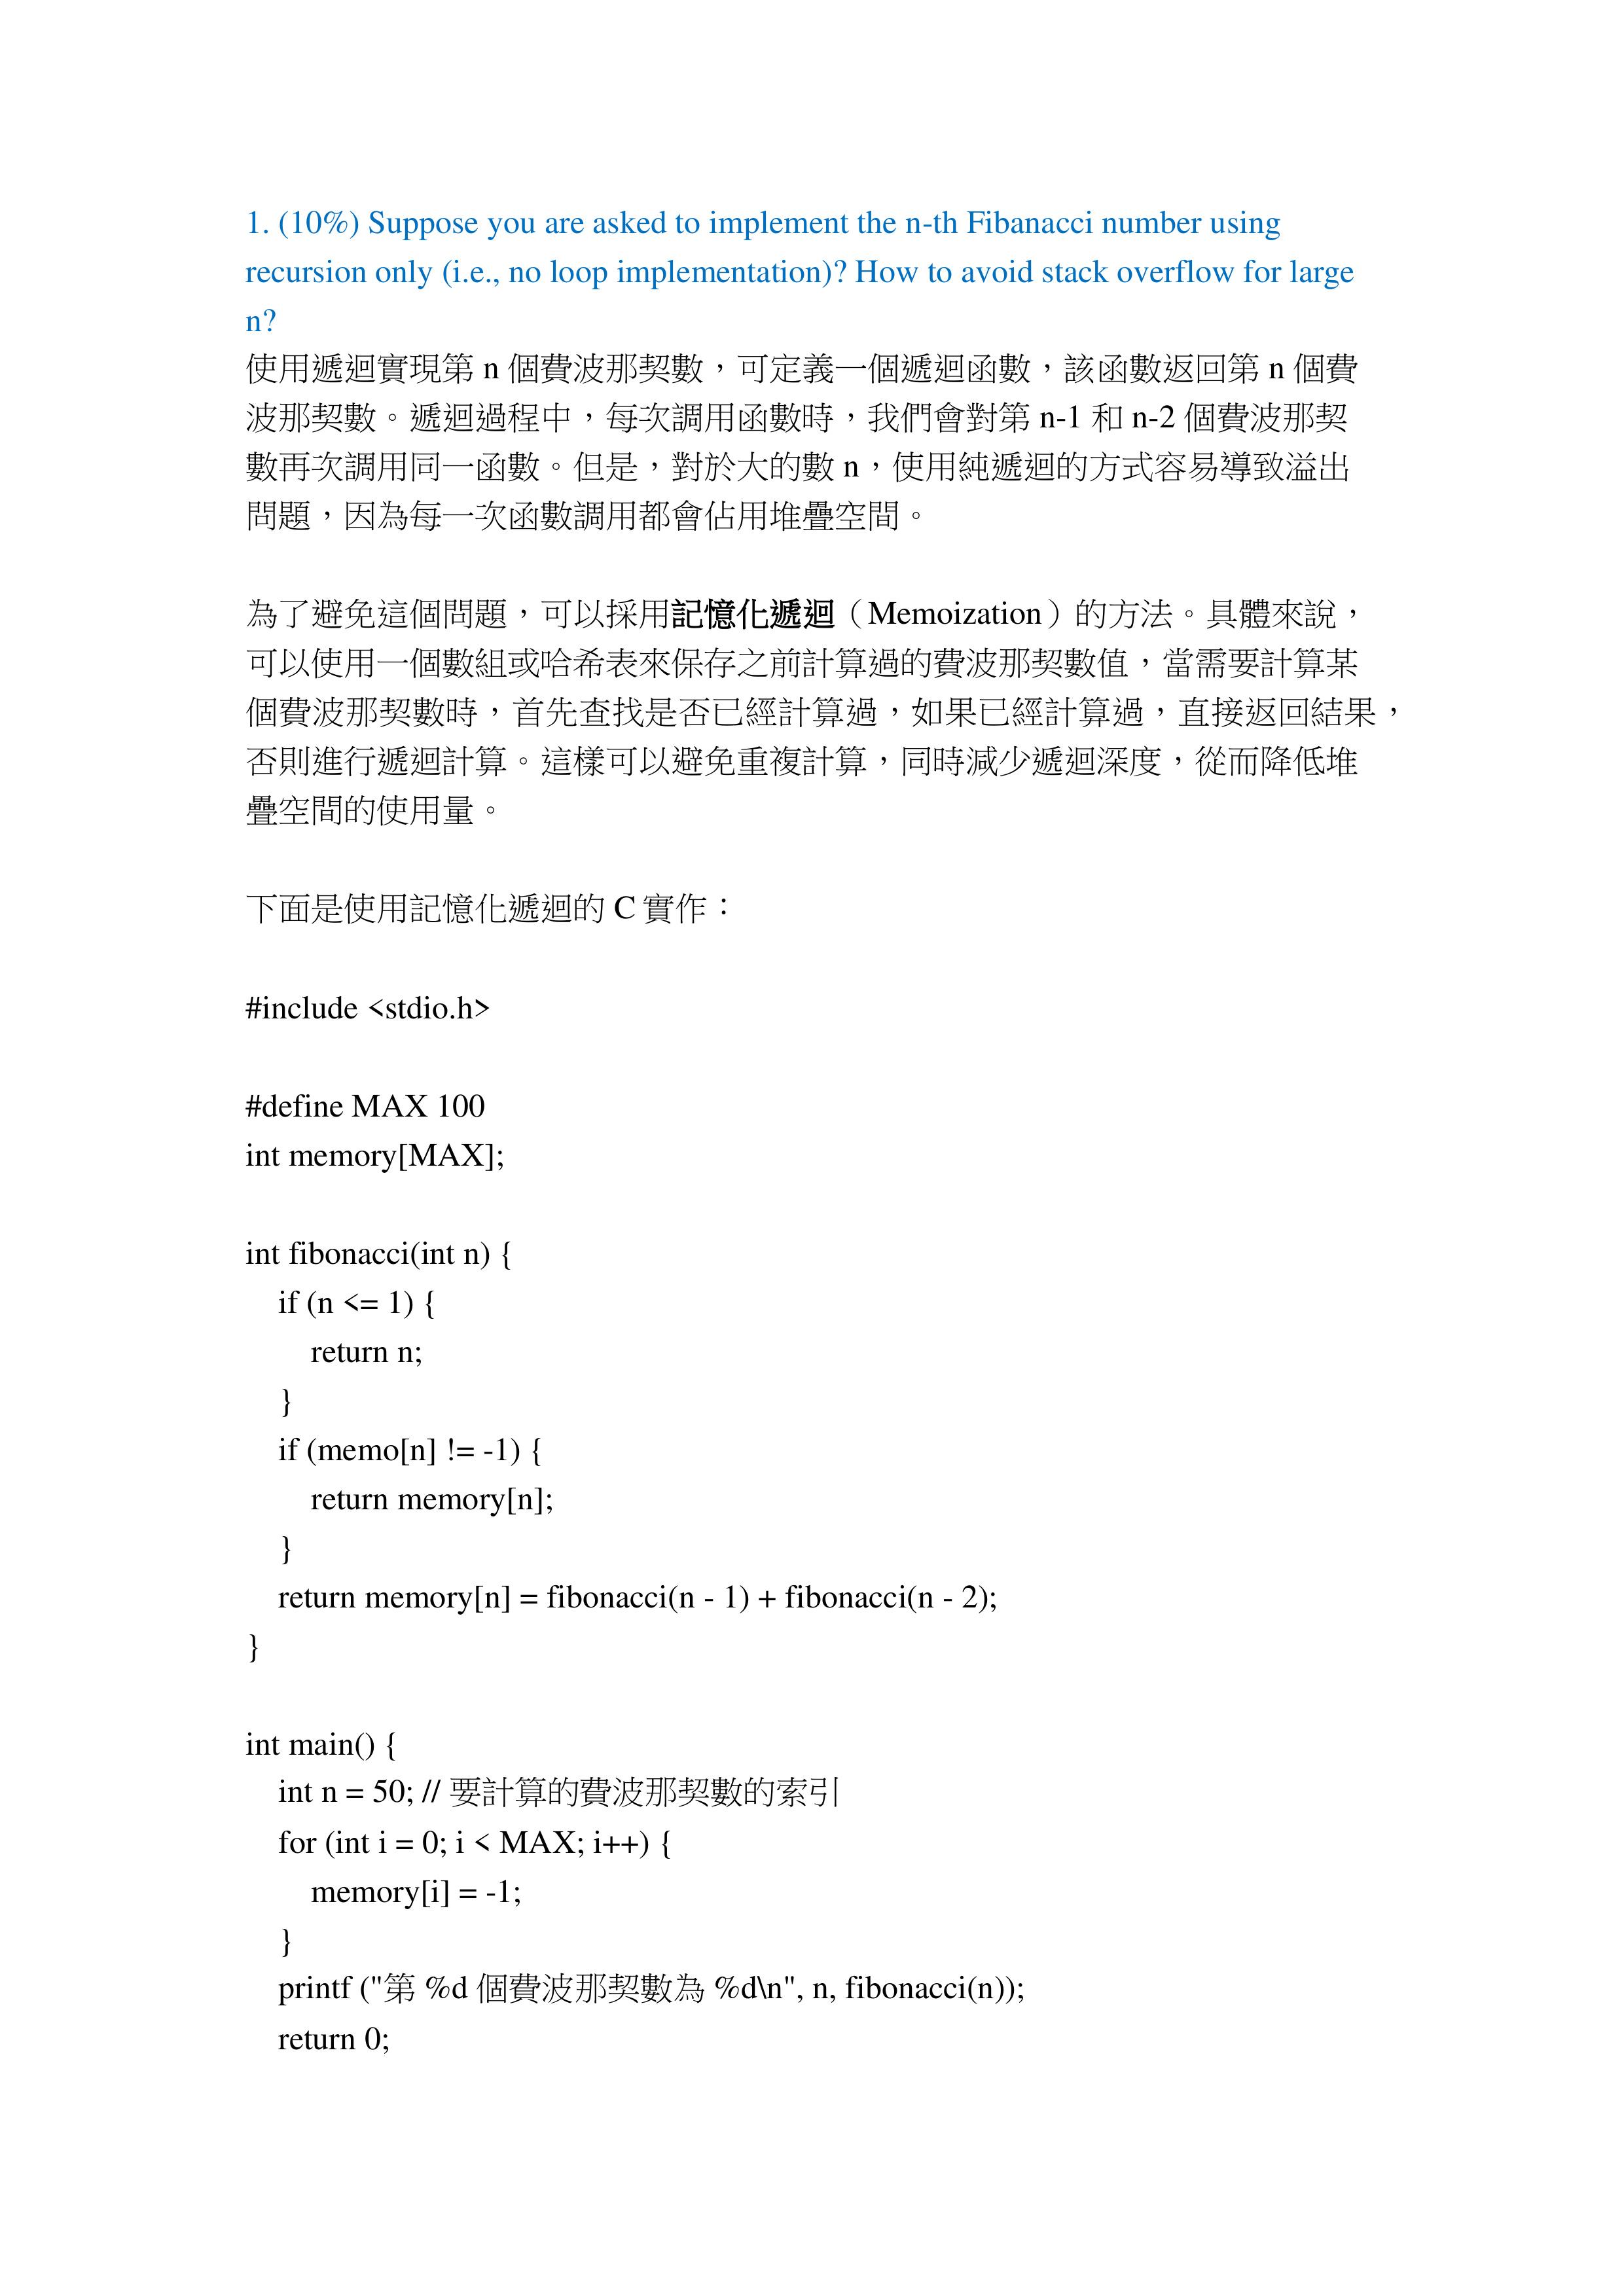 1. (10%) Suppose you are asked to implement the n-th Fibanacci number using
recursion only (i.e., no loop implementation)? How to avoid stack overflow for large
n?
使用遞迴實現第 n 個費波那契數，可定義一個遞迴函數，該函數返回第 n 個費
波那契數。遞迴過程中，每次調用函數時，我們會對第 n-1 和 n-2 個費波那契
數再次調用同一函數。但是，對於大的數 n，使用純遞迴的方式容易導致溢出
問題，因為每一次函數調用都會佔用堆疊空間。
為了避免這個問題，可以採用記憶化遞迴（Memoization）的方法。具體來說，
可以使用一個數組或哈希表來保存之前計算過的費波那契數值，當需要計算某
個費波那契數時，首先查找是否已經計算過，如果已經計算過，直接返回結果，
否則進行遞迴計算。這樣可以避免重複計算，同時減少遞迴深度，從而降低堆
疊空間的使用量。
下面是使用記憶化遞迴的 C 實作：
#include <stdio.h>
#define MAX 100
int memory[MAX];
int fibonacci(int n) {
    if (n <= 1) {
        return n;
    }
    if (memo[n] != -1) {
        return memory[n];
    }
    return memory[n] = fibonacci(n - 1) + fibonacci(n - 2);
}
int main() {
    int n = 50; // 要計算的費波那契數的索引
    for (int i = 0; i < MAX; i++) {
        memory[i] = -1;
    }
    printf ("第 %d 個費波那契數為 %d\n", n, fibonacci(n));
    return 0;